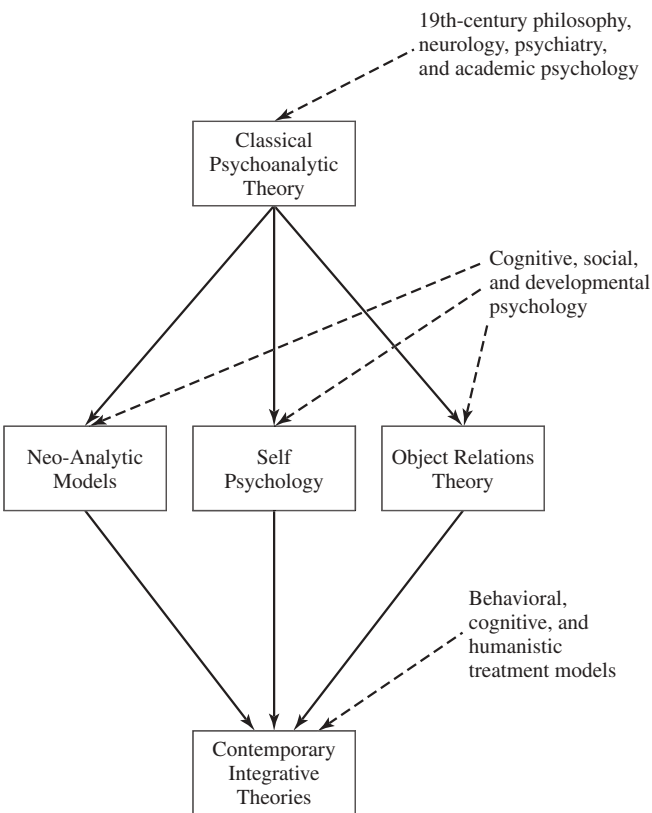 19th-century philosophy,
neurology, psychiatry,
and academic psychology
Classical
Psychoanalytic
Theory
Cognitive, social,
and developmental
psychology
Neo-Analytic
Models
Self
Psychology
Object Relations
Theory
Behavioral,
cognitive, and
humanistic
treatment models
Contemporary
Integrative
Theories